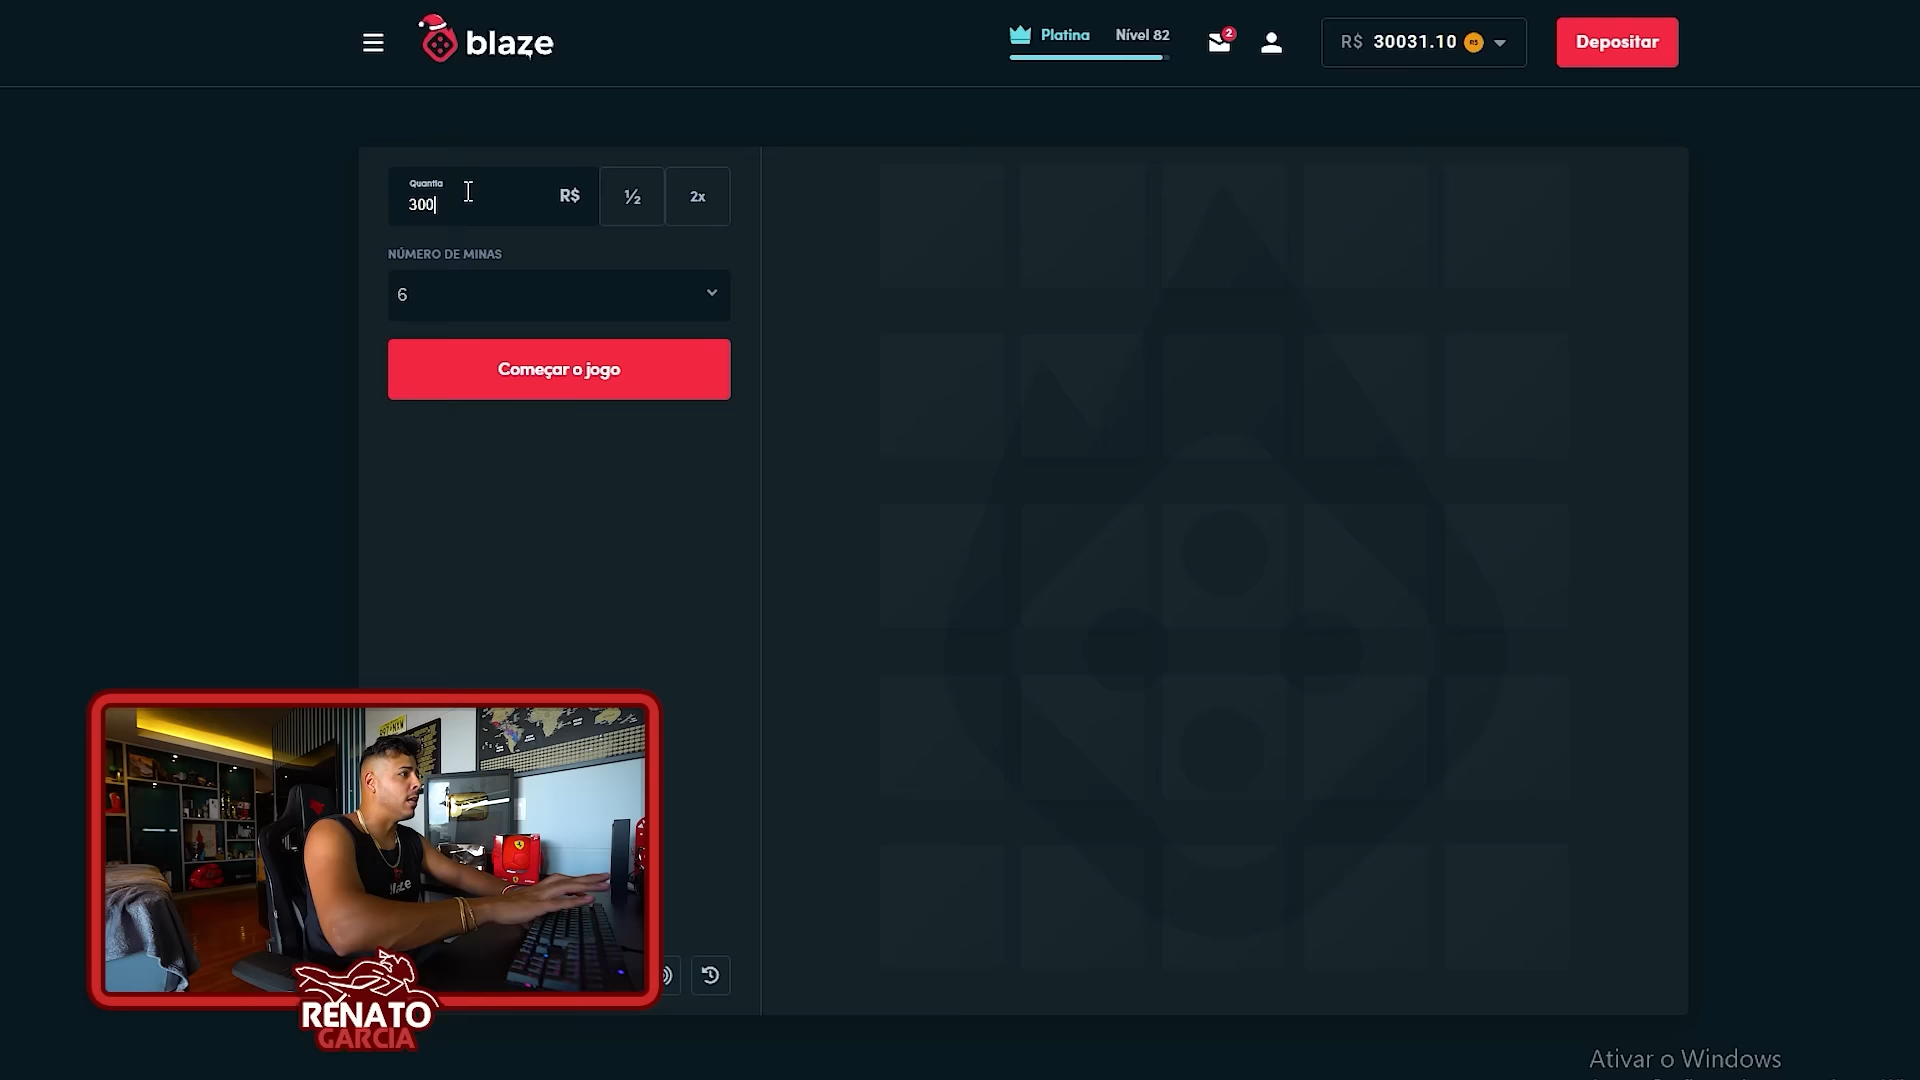 blaze
Platina
Nível 82
2
R$ 30031.10 R$
Depositar
Quantia
300
R$
½
2x
NÚMERO DE MINAS
6
Começar o jogo
blaze
RENATO
GARCIA
Ativar o Windows